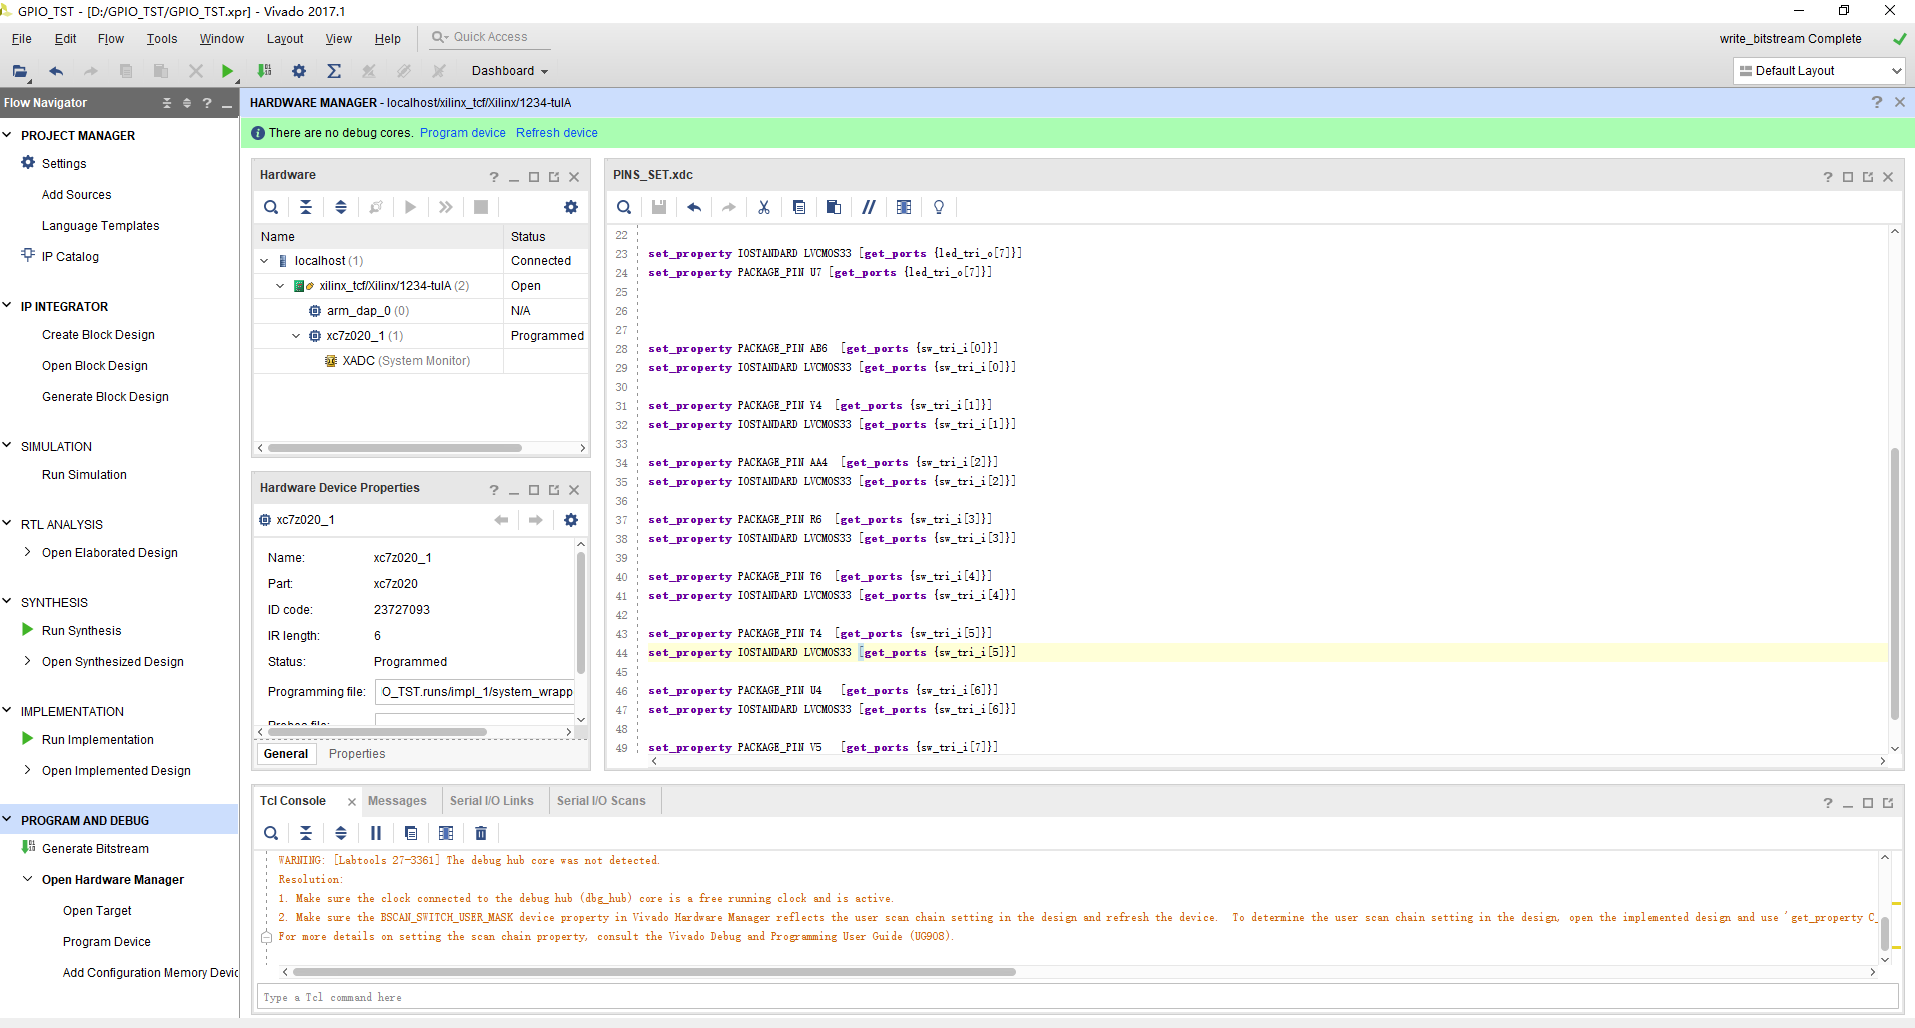 GPIO_TST - [D:/GPIO_TST/GPIO_TST.xpr] - Vivado 2017.1
File Edit Flow Tools Window Layout View Help Quick Access
write_bitstream Complete
Dashboard
Default Layout
Flow Navigator
PROJECT MANAGER
Settings
Add Sources
Language Templates
IP Catalog
IP INTEGRATOR
Create Block Design
Open Block Design
Generate Block Design
SIMULATION
Run Simulation
RTL ANALYSIS
Open Elaborated Design
SYNTHESIS
Run Synthesis
Open Synthesized Design
IMPLEMENTATION
Run Implementation
Open Implemented Design
PROGRAM AND DEBUG
Generate Bitstream
Open Hardware Manager
Open Target
Program Device
Add Configuration Memory Devic
HARDWARE MANAGER - localhost/xilinx_tcf/Xilinx/1234-tulA
There are no debug cores. Program device Refresh device
Hardware
Name Status
localhost (1) Connected
xilinx_tcf/Xilinx/1234-tulA (2) Open
arm_dap_0 (0) N/A
xc7z020_1 (1) Programmed
XADC (System Monitor)
Hardware Device Properties
xc7z020_1
Name: xc7z020_1
Part: xc7z020
ID code: 23727093
IR length: 6
Status: Programmed
Programming file: O_TST.runs/impl_1/system_wrapp
Probes file:
General Properties
PINS_SET.xdc
22
23 set_property IOSTANDARD LVCMOS33 [get_ports {led_tri_o[7]}]
24 set_property PACKAGE_PIN U7 [get_ports {led_tri_o[7]}]
25
26
27
28 set_property PACKAGE_PIN AB6 [get_ports {sw_tri_i[0]}]
29 set_property IOSTANDARD LVCMOS33 [get_ports {sw_tri_i[0]}]
30
31 set_property PACKAGE_PIN Y4 [get_ports {sw_tri_i[1]}]
32 set_property IOSTANDARD LVCMOS33 [get_ports {sw_tri_i[1]}]
33
34 set_property PACKAGE_PIN AA4 [get_ports {sw_tri_i[2]}]
35 set_property IOSTANDARD LVCMOS33 [get_ports {sw_tri_i[2]}]
36
37 set_property PACKAGE_PIN R6 [get_ports {sw_tri_i[3]}]
38 set_property IOSTANDARD LVCMOS33 [get_ports {sw_tri_i[3]}]
39
40 set_property PACKAGE_PIN T6 [get_ports {sw_tri_i[4]}]
41 set_property IOSTANDARD LVCMOS33 [get_ports {sw_tri_i[4]}]
42
43 set_property PACKAGE_PIN T4 [get_ports {sw_tri_i[5]}]
44 set_property IOSTANDARD LVCMOS33 [get_ports {sw_tri_i[5]}]
45
46 set_property PACKAGE_PIN U4 [get_ports {sw_tri_i[6]}]
47 set_property IOSTANDARD LVCMOS33 [get_ports {sw_tri_i[6]}]
48
49 set_property PACKAGE_PIN V5 [get_ports {sw_tri_i[7]}]
Tcl Console Messages Serial I/O Links Serial I/O Scans
WARNING: [Labtools 27-3361] The debug hub core was not detected.
Resolution:
1. Make sure the clock connected to the debug hub (dbg_hub) core is a free running clock and is active.
2. Make sure the BSCAN_SWITCH_USER_MASK device property in Vivado Hardware Manager reflects the user scan chain setting in the design and refresh the device. To determine the user scan chain setting in the design, open the implemented design and use 'get_property C_
For more details on setting the scan chain property, consult the Vivado Debug and Programming User Guide (UG908).
Type a Tcl command here